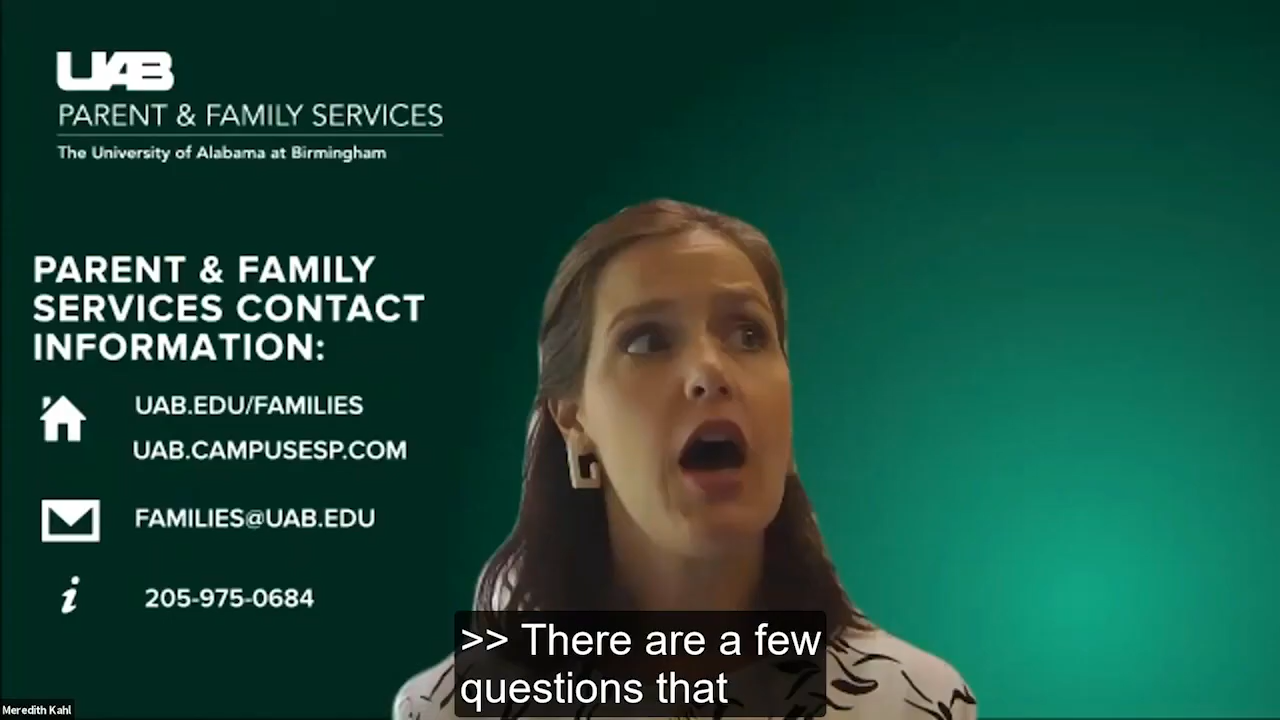 UAB
PARENT & FAMILY SERVICES
The University of Alabama at Birmingham
PARENT & FAMILY
SERVICES CONTACT
INFORMATION:
UAB.EDU/FAMILIES
UAB.CAMPUSESP.COM
FAMILIES@UAB.EDU
i 205-975-0684
>> There are a few
questions that
Meredith Kahl